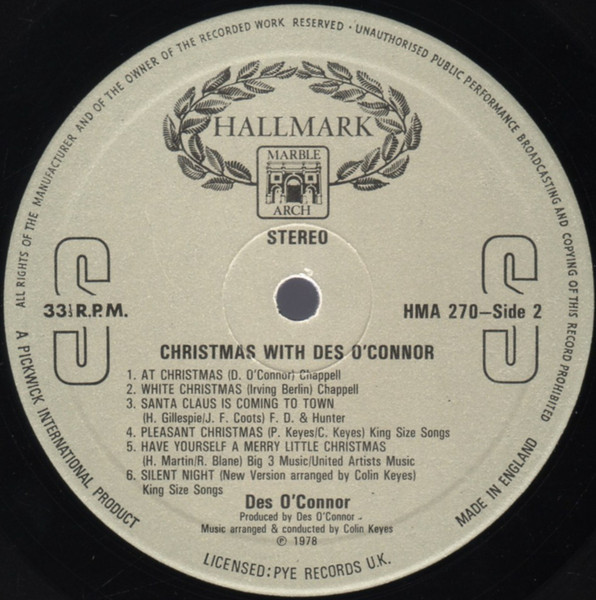 ALL RIGHTS OF THE MANUFACTURER AND OF THE OWNER OF THE RECORDED WORK RESERVED · UNAUTHORISED PUBLIC PERFORMANCE BROADCASTING AND COPYING OF THIS RECORD PROHIBITED
HALLMARK
MARBLE
ARCH
STEREO
33⅓ R.P.M.
HMA 270–Side 2
CHRISTMAS WITH DES O'CONNOR
1. AT CHRISTMAS (D. O'Connor) Chappell
2. WHITE CHRISTMAS (Irving Berlin) Chappell
3. SANTA CLAUS IS COMING TO TOWN
(H. Gillespie/J. F. Coots) F. D. & Hunter
4. PLEASANT CHRISTMAS (P. Keyes/C. Keyes) King Size Songs
5. HAVE YOURSELF A MERRY LITTLE CHRISTMAS
(H. Martin/R. Blane) Big 3 Music/United Artists Music
6. SILENT NIGHT (New Version arranged by Colin Keyes)
King Size Songs
Des O'Connor
Produced by Des O'Connor
Music arranged & conducted by Colin Keyes
℗ 1978
A PICKWICK INTERNATIONAL PRODUCT
LICENSED: PYE RECORDS U.K.
MADE IN ENGLAND